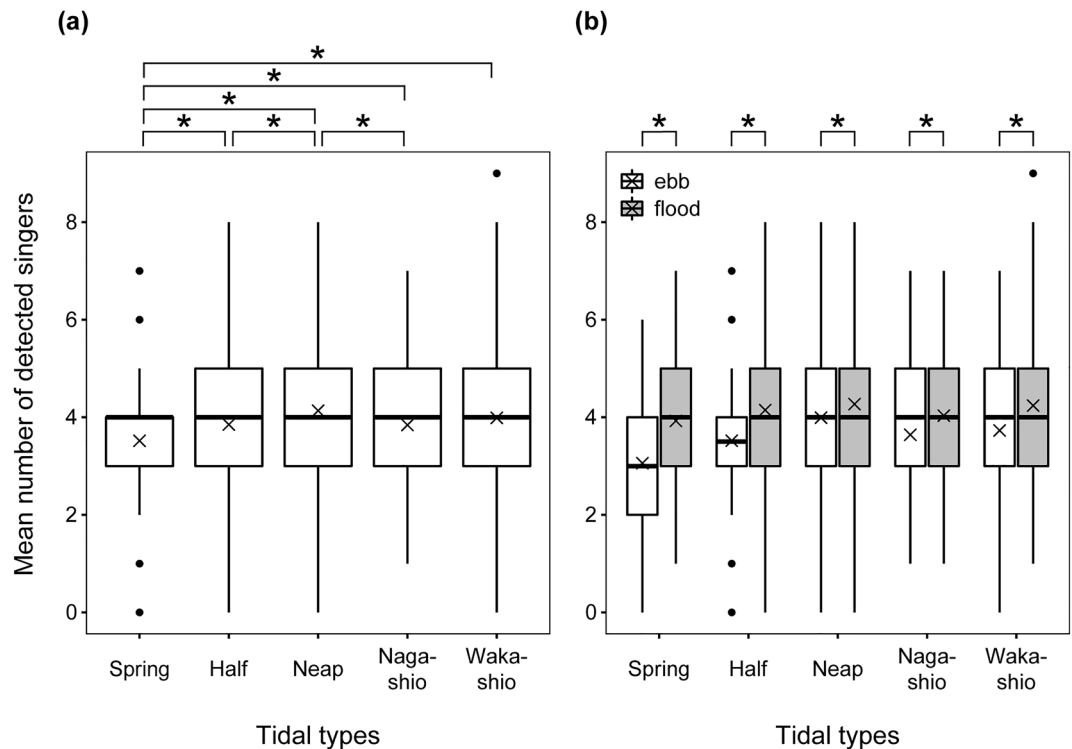 (a)
(b)
*
*
*
* * *
* * * * *
Mean number of detected singers
8
6
4
2
0
ebb
flood
8
6
4
2
0
Spring
Half
Neap
Naga-
shio
Waka-
shio
Spring
Half
Neap
Naga-
shio
Waka-
shio
Tidal types
Tidal types